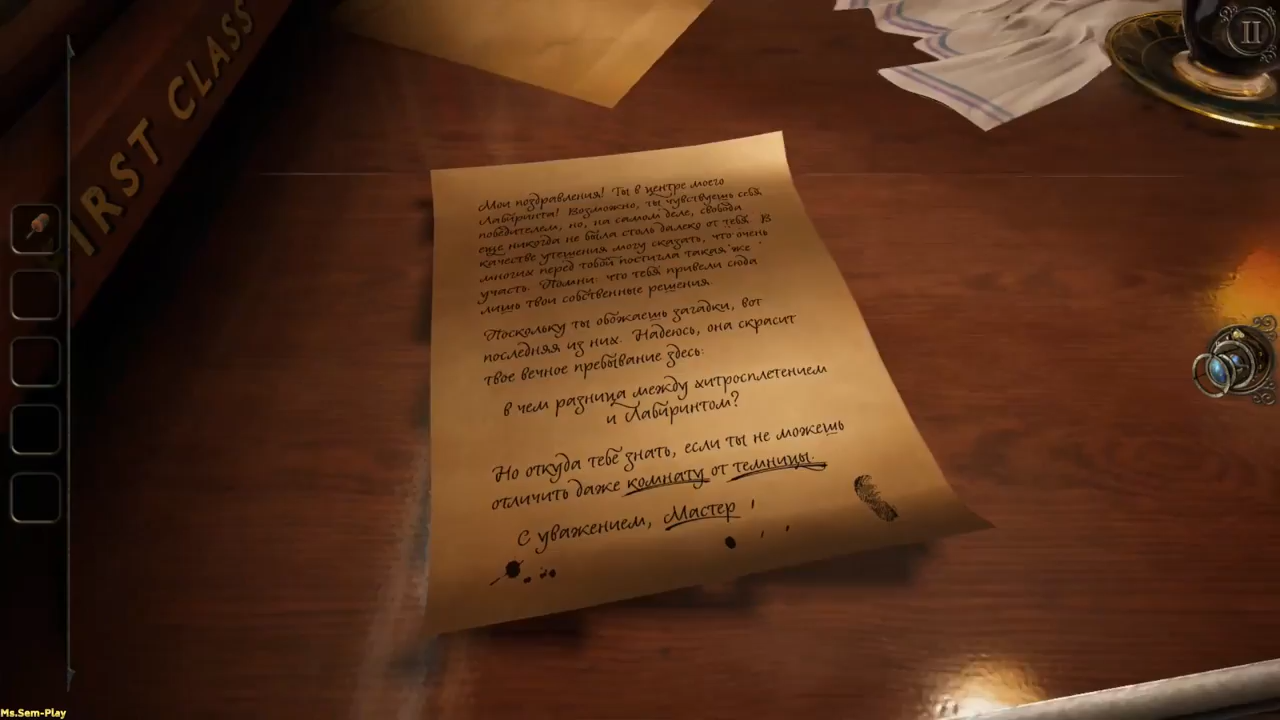 FIRST CLASS
II
Мои поздравления! Ты в центре моего
Лабиринта! Возможно, ты чувствуешь себя
победителем, но, на самом деле, свобода
еще никогда не была столь далеко от тебя. В
качестве утешения могу сказать, что очень
многих перед тобой постигла такая же
участь. Помни: что тебя привели сюда
лишь твои собственные решения.
Поскольку ты обожаешь загадки, вот
последняя из них. Надеюсь, она скрасит
твое вечное пребывание здесь:
в чем разница между хитросплетением
и Лабиринтом?
Но откуда тебе знать, если ты не можешь
отличить даже комнату от темницы.
С уважением, Мастер
Ms.Sem-Play